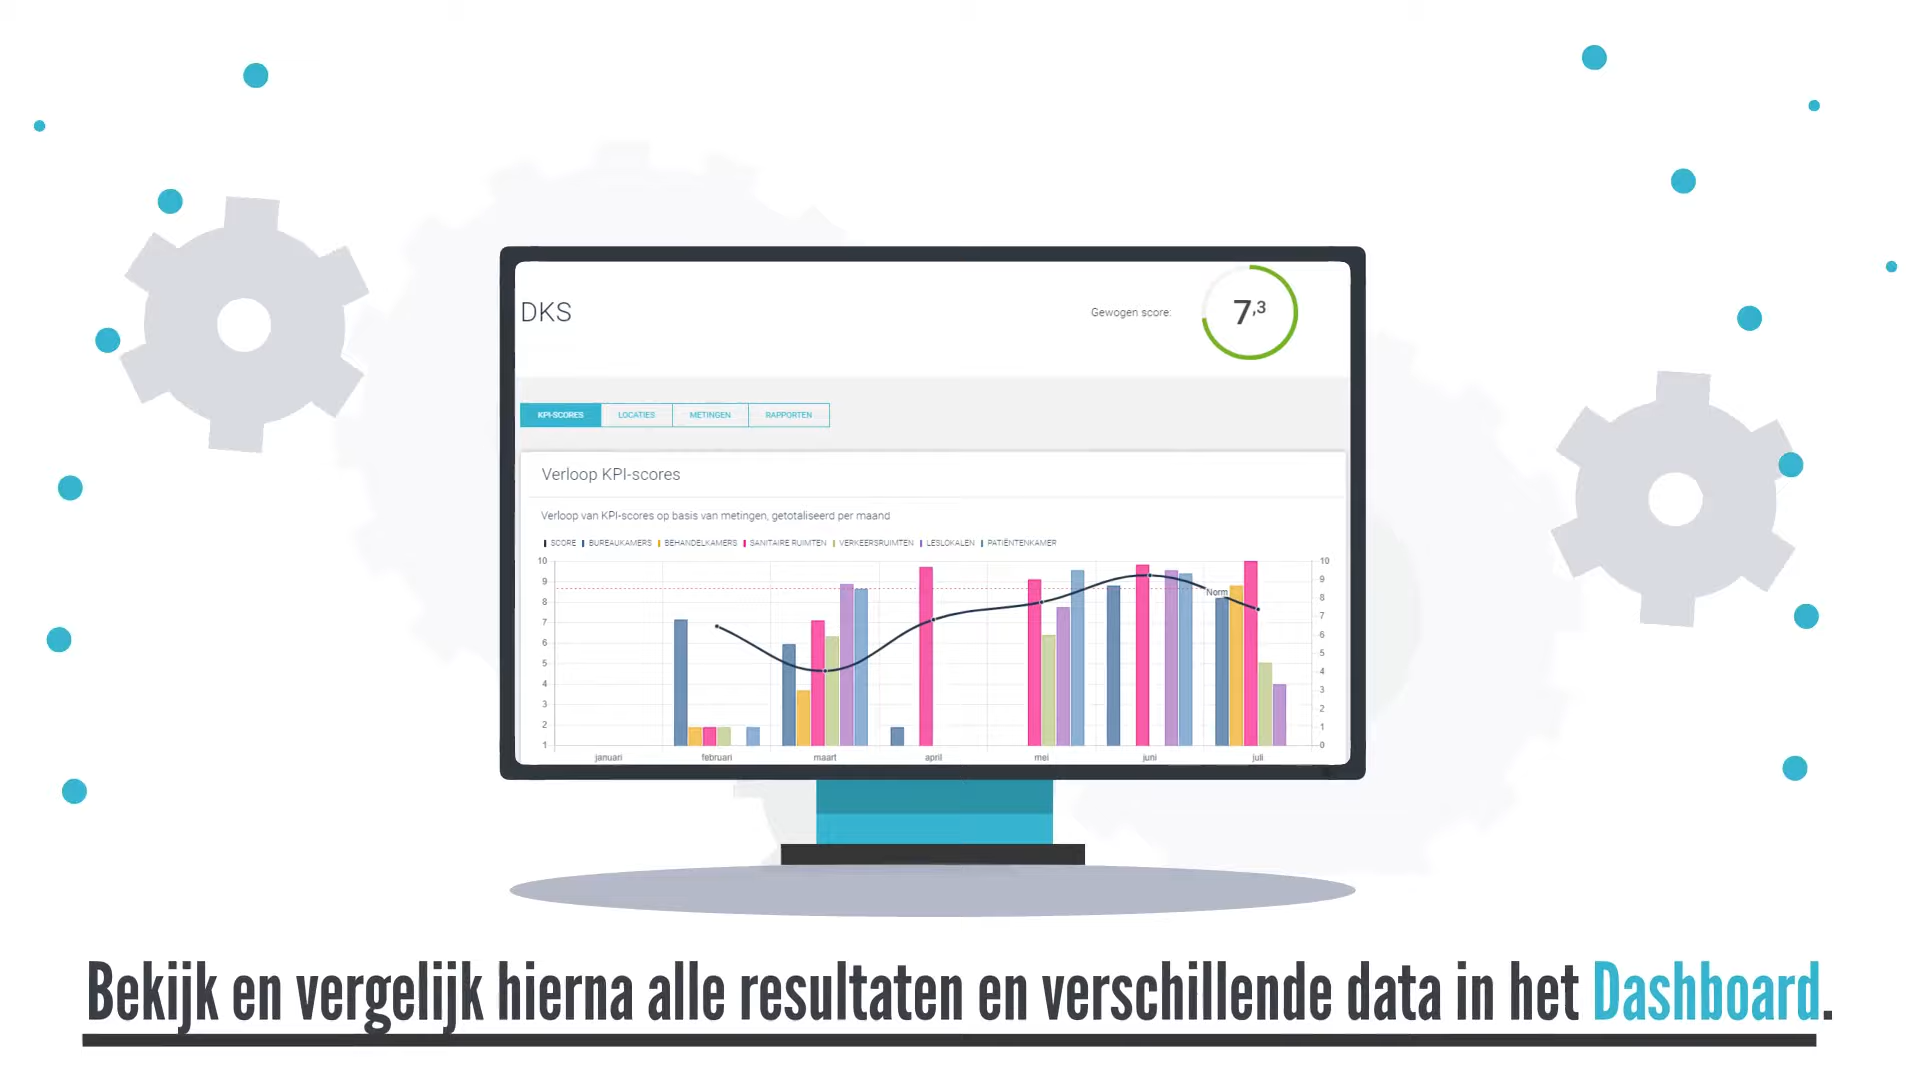 DKS
Gewogen score:
7,3
KPI-SCORES LOCATIES METINGEN RAPPORTEN
Verloop KPI-scores
Verloop van KPI-scores op basis van metingen, getotaliseerd per maand
SCORE BUREAUKAMERS BEHANDELKAMERS SANITAIRE RUIMTEN VERKEERSRUIMTEN LESLOKALEN PATIËNTENKAMER
10 10
9 9
8 Norm 8
7 7
6 6
5 5
4 4
3 3
2 2
1 1
0
januari februari maart april mei juni juli
Bekijk en vergelijk hierna alle resultaten en verschillende data in het Dashboard.